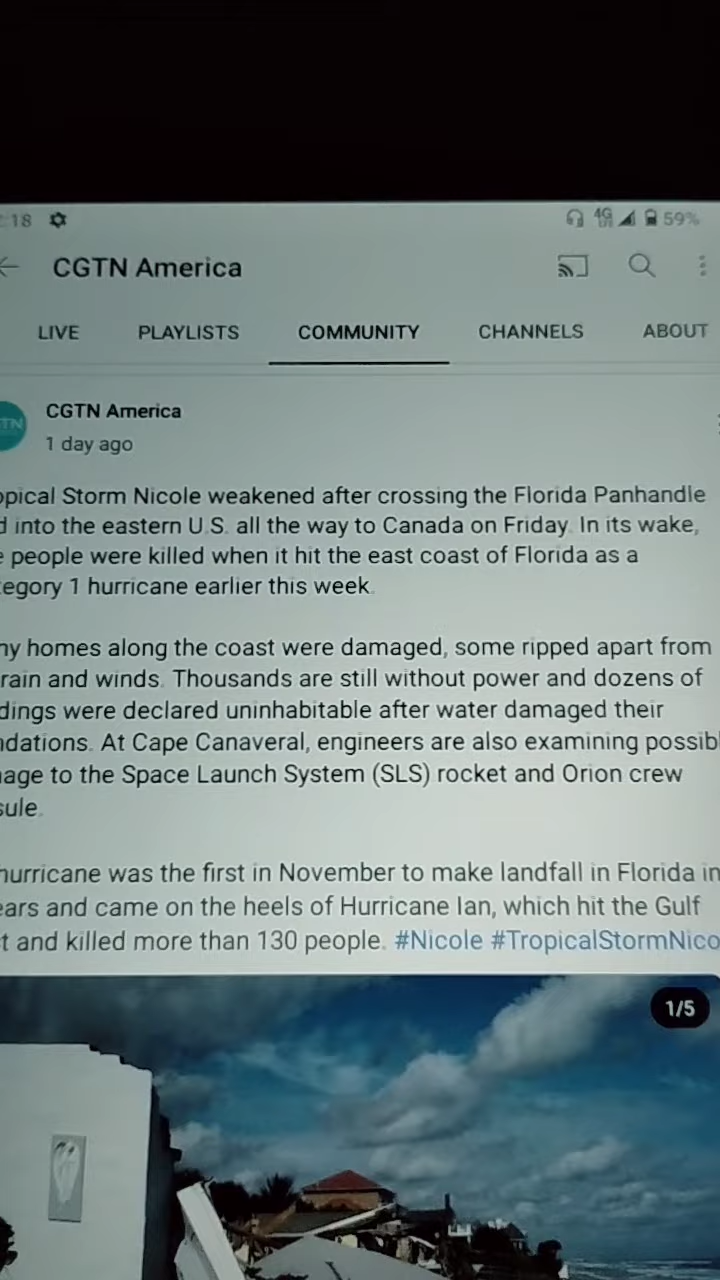 :18 59%
CGTN America
LIVE PLAYLISTS COMMUNITY CHANNELS ABOUT
CGTN America
1 day ago
opical Storm Nicole weakened after crossing the Florida Panhandle
d into the eastern U.S. all the way to Canada on Friday. In its wake,
e people were killed when it hit the east coast of Florida as a
egory 1 hurricane earlier this week.
ny homes along the coast were damaged, some ripped apart from
rain and winds. Thousands are still without power and dozens of
dings were declared uninhabitable after water damaged their
ndations. At Cape Canaveral, engineers are also examining possibl
age to the Space Launch System (SLS) rocket and Orion crew
sule.
hurricane was the first in November to make landfall in Florida in
ears and came on the heels of Hurricane Ian, which hit the Gulf
t and killed more than 130 people. #Nicole #TropicalStormNico
1/5